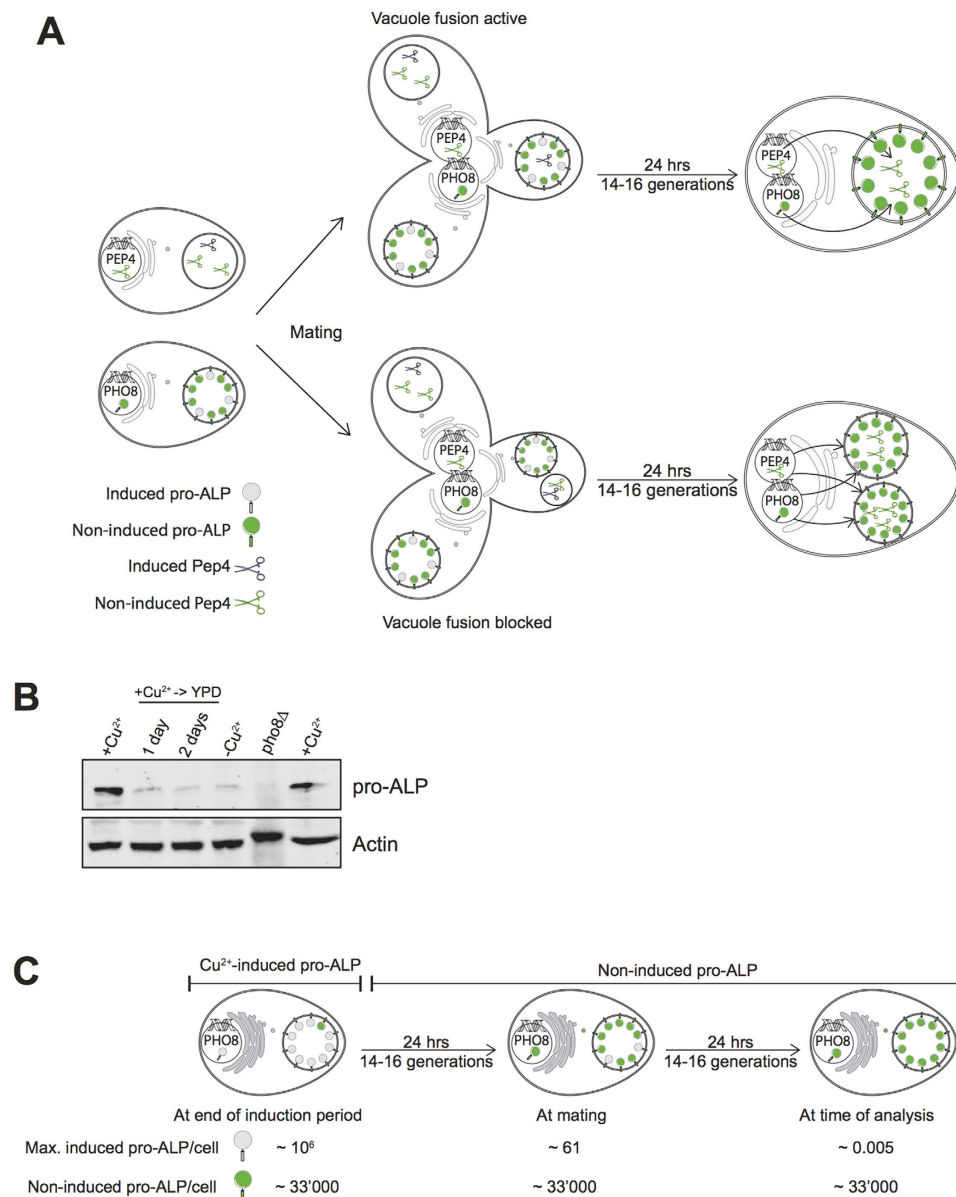 A
Vacuole fusion active
PEP4
PHO8
24 hrs
14-16 generations
PEP4
PHO8
PEP4
PHO8
Mating
Induced pro-ALP
Non-induced pro-ALP
Induced Pep4
Non-induced Pep4
PEP4
PHO8
24 hrs
14-16 generations
PEP4
PHO8
Vacuole fusion blocked
B
+Cu²⁺ -> YPD
+Cu²⁺ 1 day 2 days -Cu²⁺ pho8Δ +Cu²⁺
pro-ALP
Actin
C
Cu²⁺-induced pro-ALP Non-induced pro-ALP
PHO8 24 hrs PHO8 24 hrs PHO8
14-16 generations 14-16 generations
At end of induction period At mating At time of analysis
Max. induced pro-ALP/cell ~ 10⁶ ~ 61 ~ 0.005
Non-induced pro-ALP/cell ~ 33'000 ~ 33'000 ~ 33'000